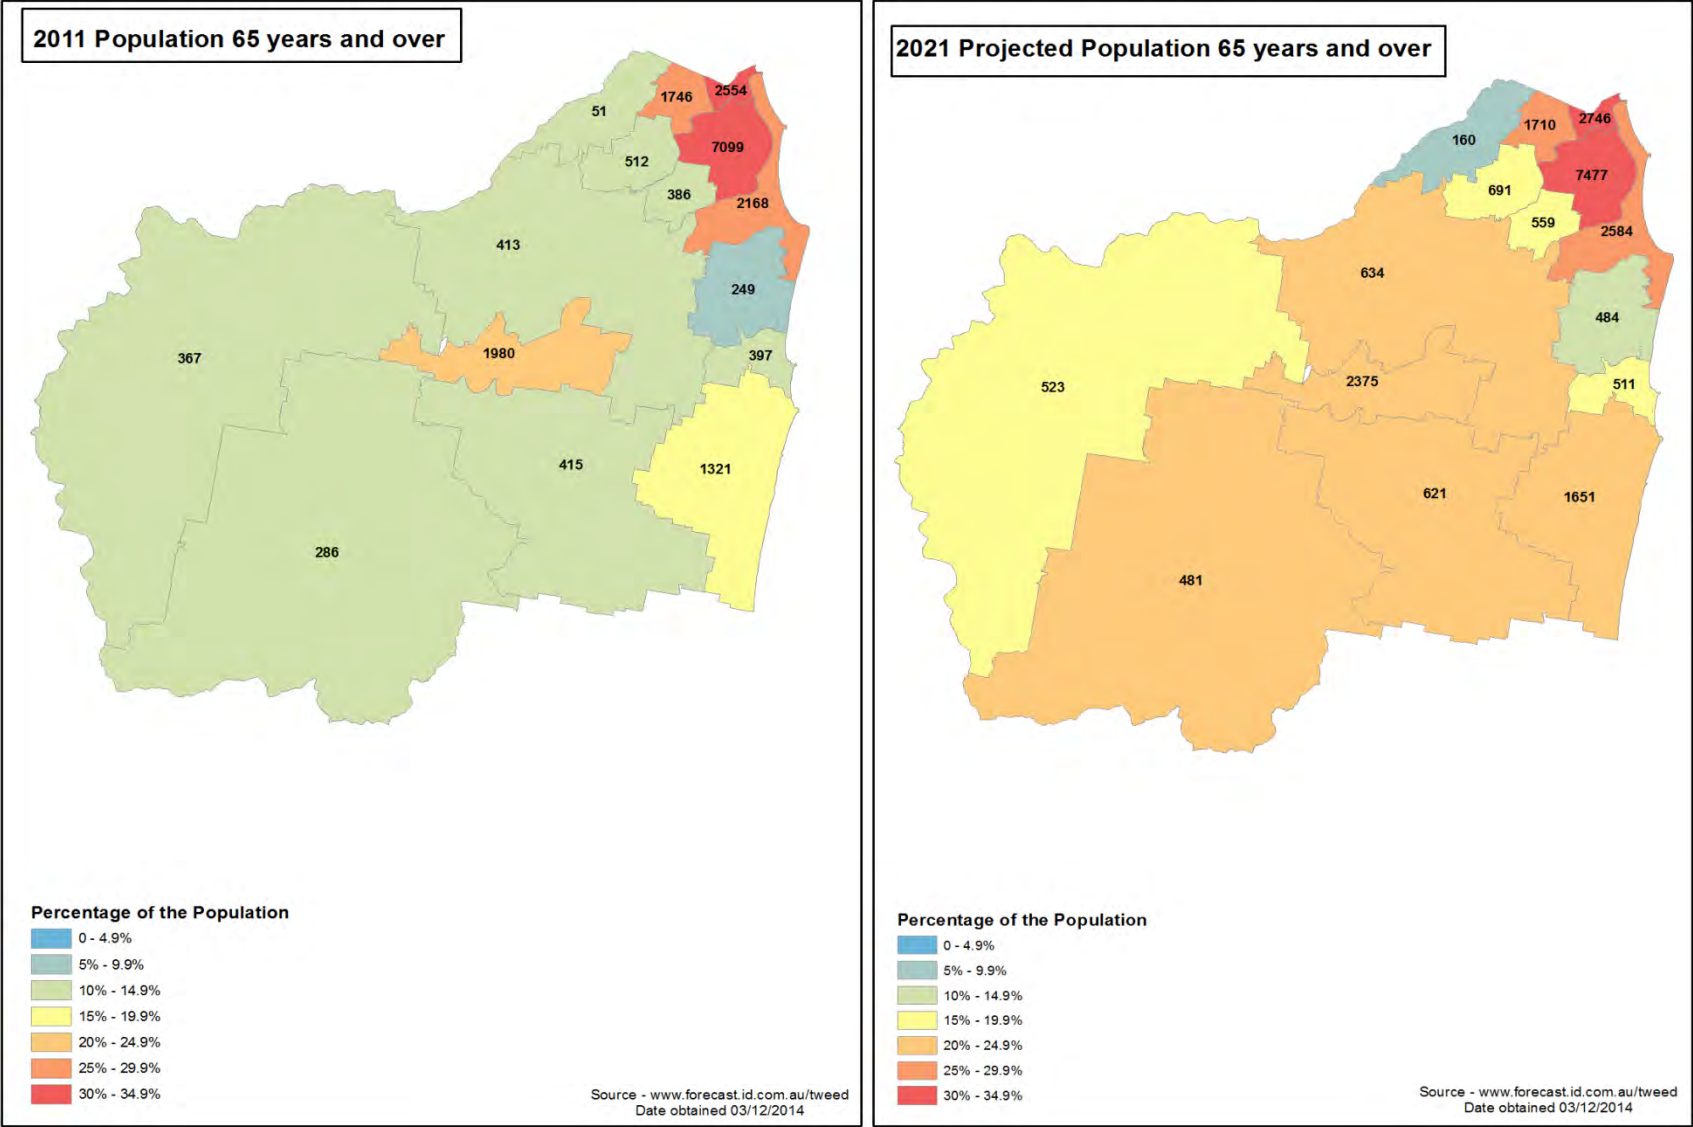 2011 Population 65 years and over
51
1746
2554
512
7099
386
2168
413
249
367
1980
397
415
1321
286
Percentage of the Population
0 - 4.9%
5% - 9.9%
10% - 14.9%
15% - 19.9%
20% - 24.9%
25% - 29.9%
30% - 34.9%
Source - www.forecast.id.com.au/tweed
Date obtained 03/12/2014
2021 Projected Population 65 years and over
160
1710
2746
691
7477
559
2584
634
484
523
2375
511
621
1651
481
Percentage of the Population
0 - 4.9%
5% - 9.9%
10% - 14.9%
15% - 19.9%
20% - 24.9%
25% - 29.9%
30% - 34.9%
Source - www.forecast.id.com.au/tweed
Date obtained 03/12/2014